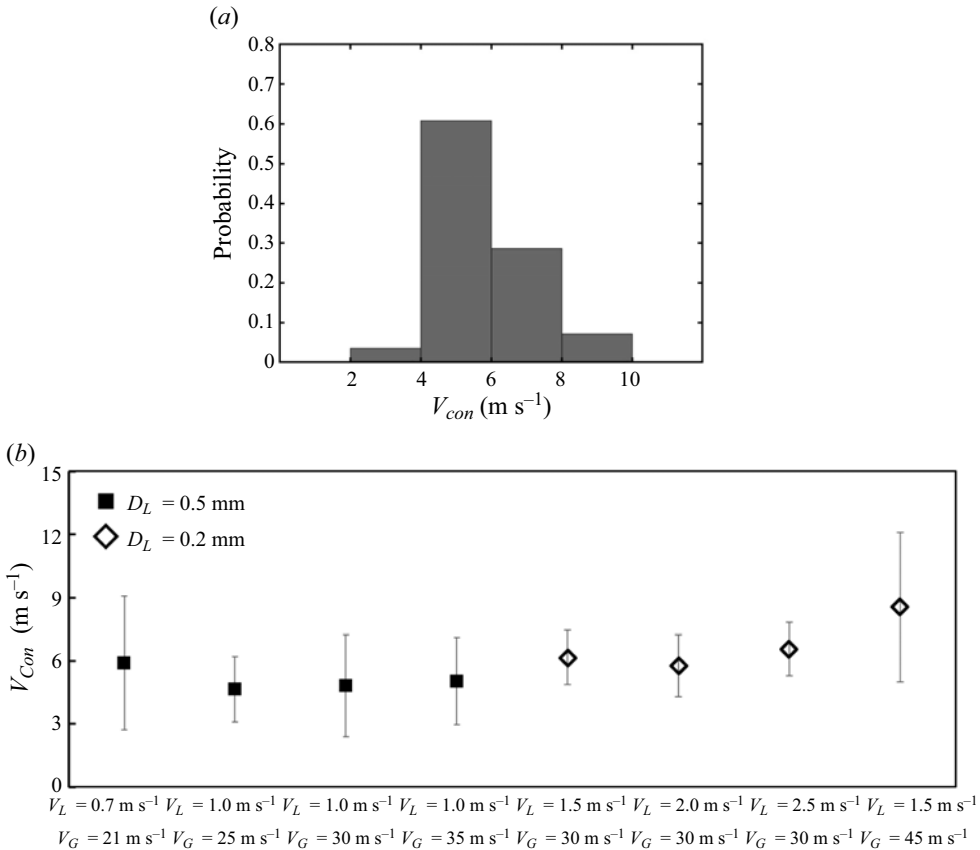 (a)
0.8
0.7
0.6
0.5
0.4
0.3
0.2
0.1
0
Probability
2 4 6 8 10
V_con (m s⁻¹)
(b)
15
12
9
6
3
0
V_Con (m s⁻¹)
D_L = 0.5 mm
D_L = 0.2 mm
V_L = 0.7 m s⁻¹ V_L = 1.0 m s⁻¹ V_L = 1.0 m s⁻¹ V_L = 1.0 m s⁻¹ V_L = 1.5 m s⁻¹ V_L = 2.0 m s⁻¹ V_L = 2.5 m s⁻¹ V_L = 1.5 m s⁻¹
V_G = 21 m s⁻¹ V_G = 25 m s⁻¹ V_G = 30 m s⁻¹ V_G = 35 m s⁻¹ V_G = 30 m s⁻¹ V_G = 30 m s⁻¹ V_G = 30 m s⁻¹ V_G = 45 m s⁻¹